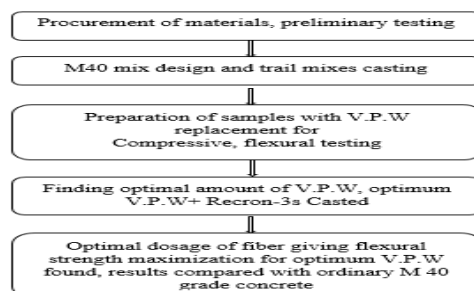 Procurement of materials, preliminary testing
M40 mix design and trail mixes casting
Preparation of samples with V.P.W
replacement for
Compressive, flexural testing
Finding optimal amount of V.P.W, optimum
V.P.W+ Recron-3s Casted
Optimal dosage of fiber giving flexural
strength maximization for optimum V.P.W
found, results compared with ordinary M 40
grade concrete